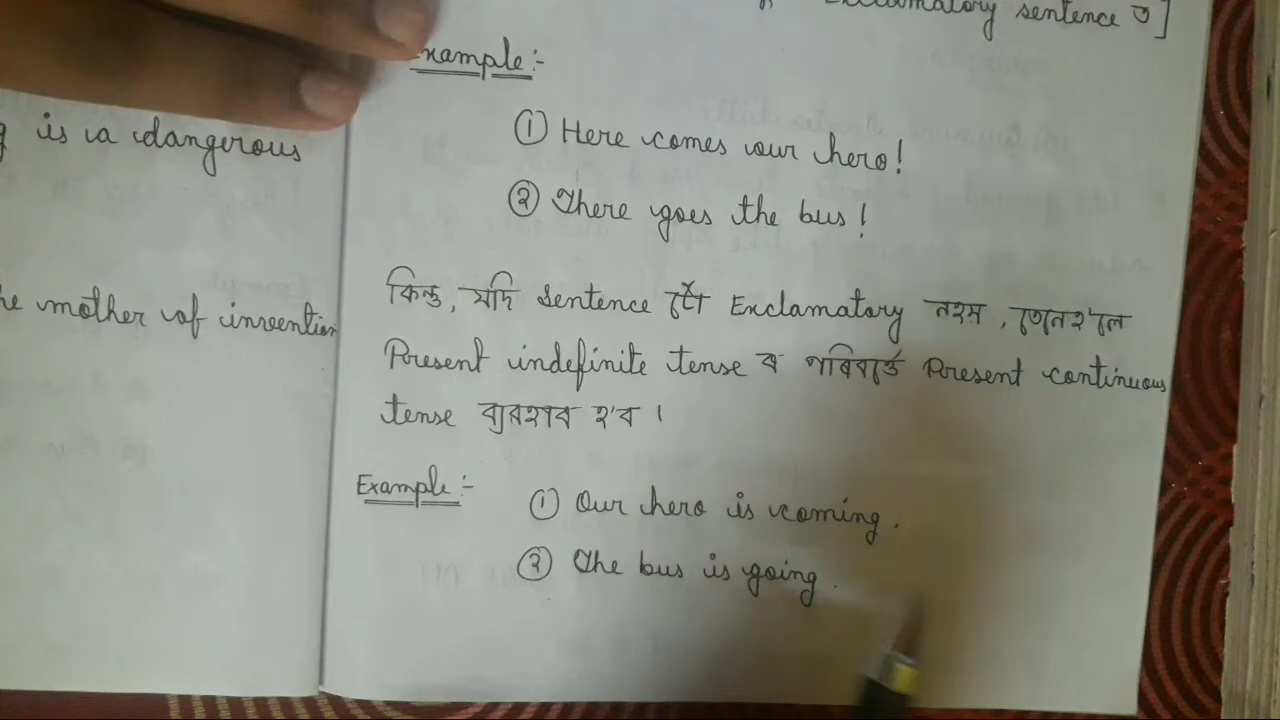 is a dangerous
mother of invention
Exclamatory sentence ত]
Example:-
① Here comes our hero!
② There goes the bus!
কিন্তু, যদি Sentence টো Exclamatory নহয়, তেনেহ'লে
Present indefinite tense ৰ পৰিবৰ্তে Present continuous
tense ব্যৱহাৰ হ'ব ।
Example:-
① Our hero is coming.
② The bus is going.